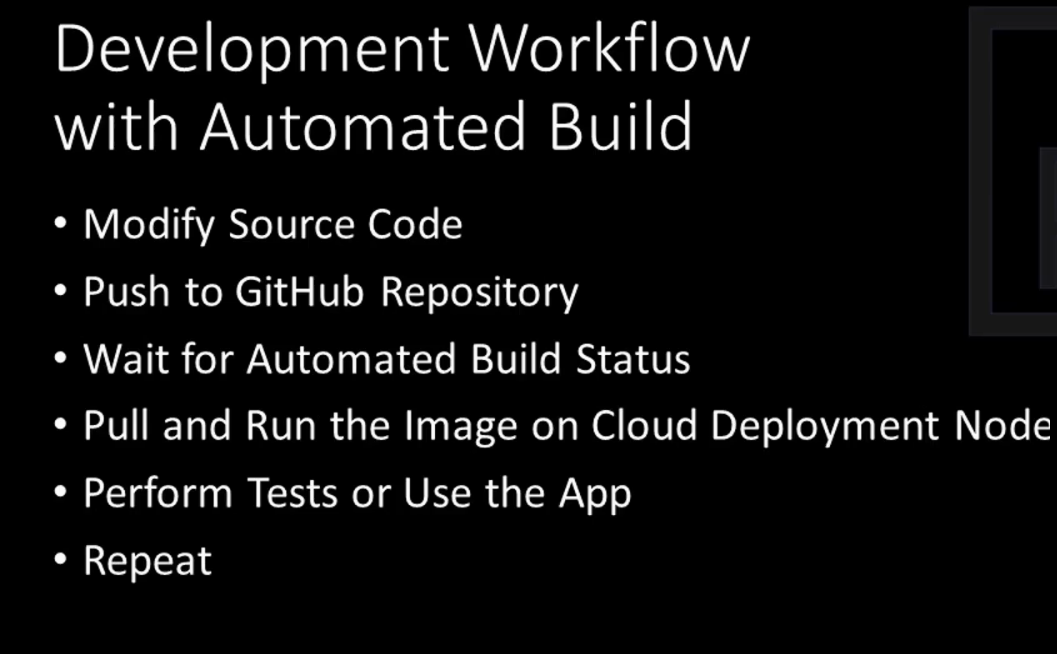 Development Workflow
with Automated Build
• Modify Source Code
• Push to GitHub Repository
• Wait for Automated Build Status
• Pull and Run the Image on Cloud Deployment Node
• Perform Tests or Use the App
• Repeat